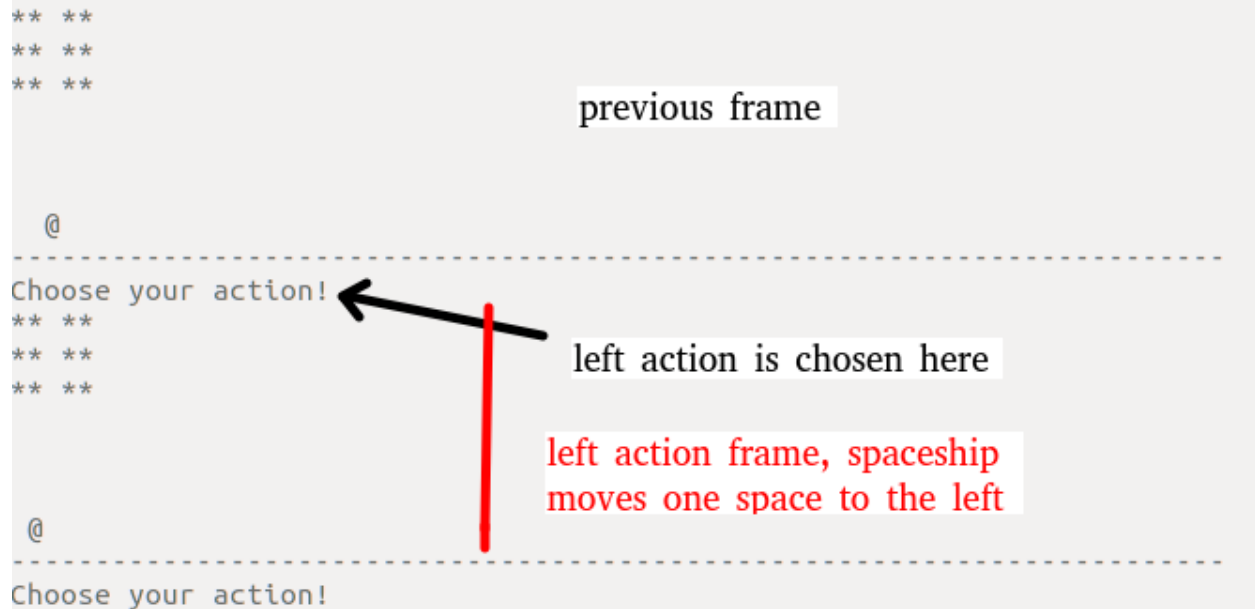 ** **
** **
** **
previous frame
  @
------------------------------------------------------------------------
Choose your action!
** **
** **
left action is chosen here
** **
left action frame, spaceship
moves one space to the left
 @
------------------------------------------------------------------------
Choose your action!